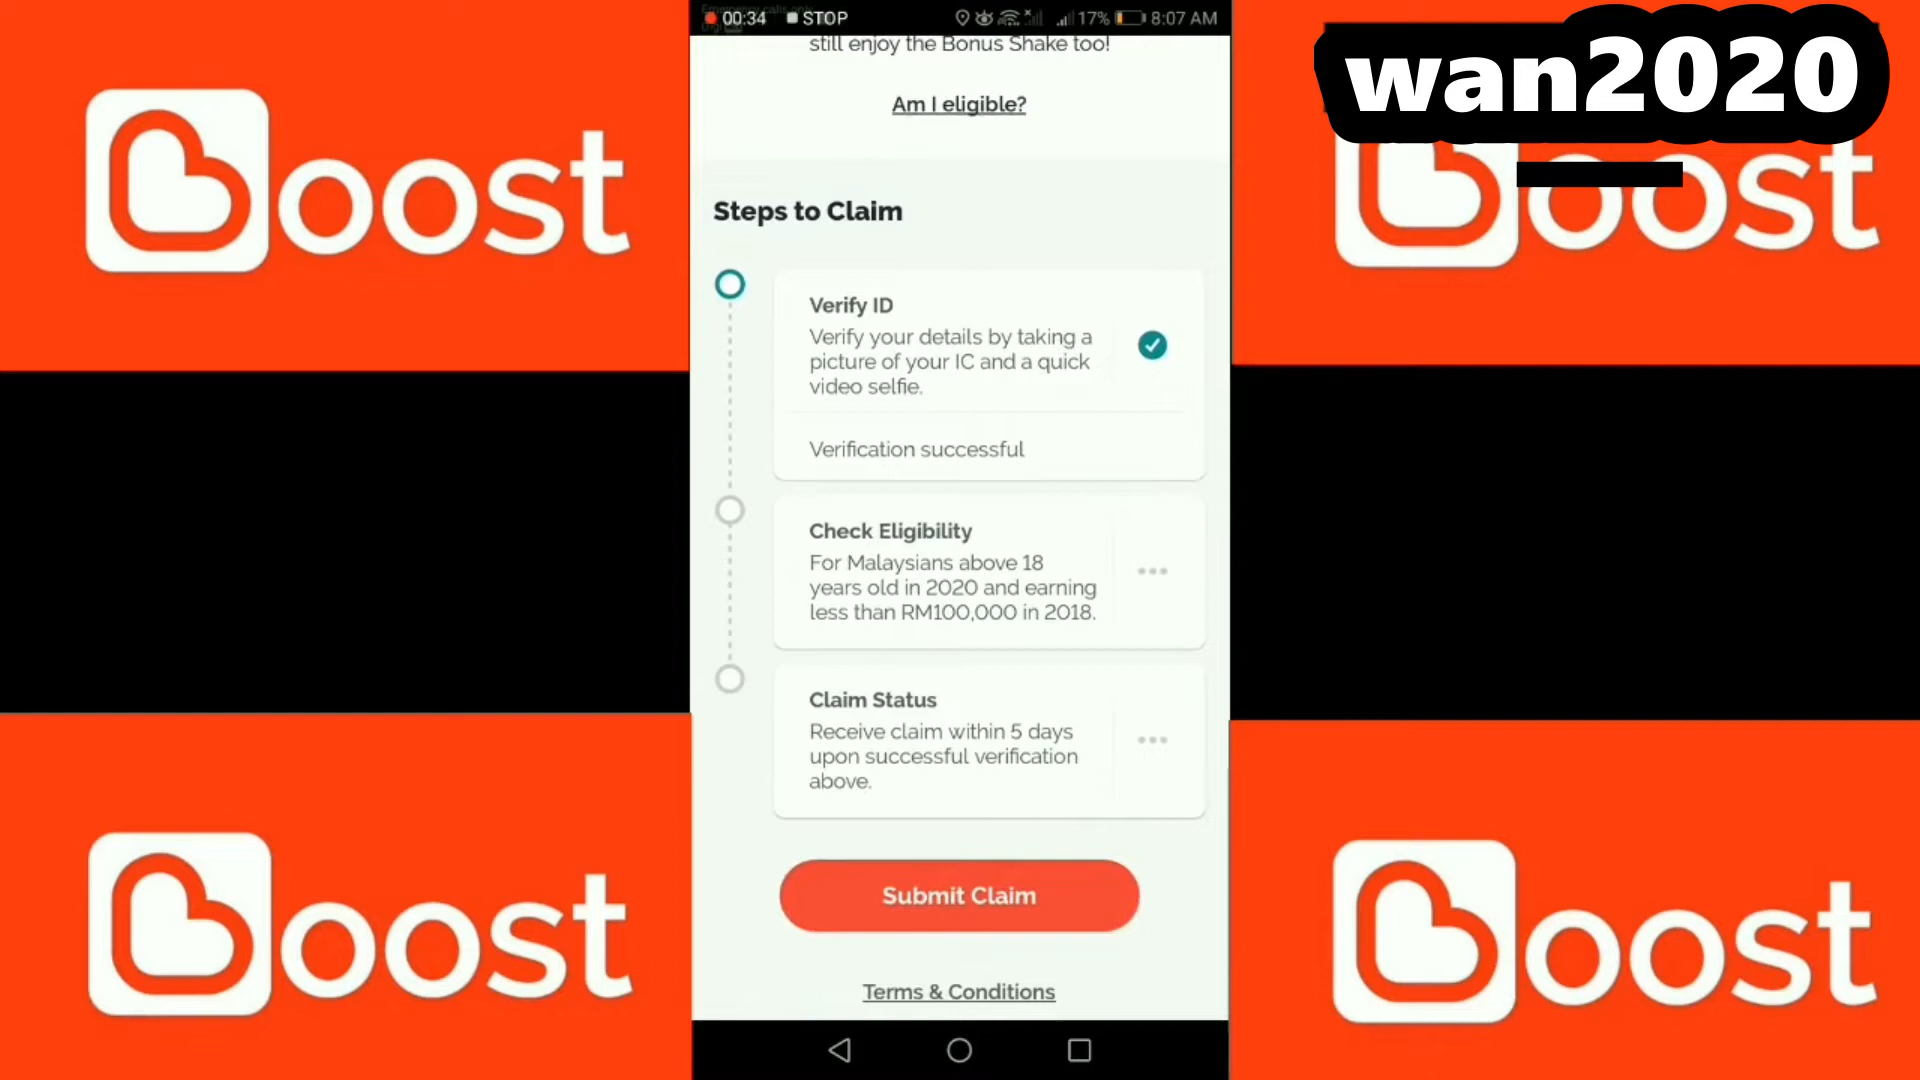 00:34 STOP 17% 8:07 AM
wan2020
still enjoy the Bonus Shake too!
Am I eligible?
Boost
Boost
Steps to Claim
Verify ID
Verify your details by taking a
picture of your IC and a quick
video selfie.
Verification successful
Check Eligibility
For Malaysians above 18
years old in 2020 and earning
less than RM100,000 in 2018.
Claim Status
Receive claim within 5 days
upon successful verification
above.
Submit Claim
Boost
Boost
Terms & Conditions